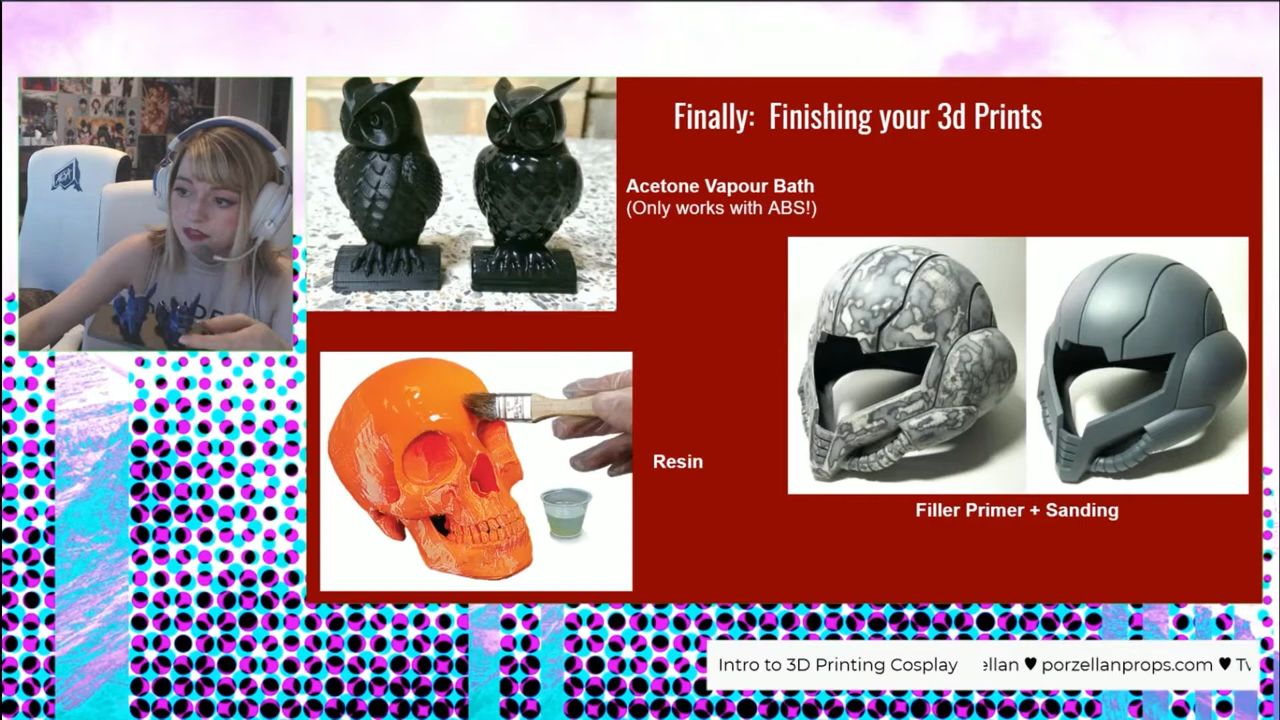 Finally: Finishing your 3d Prints
Acetone Vapour Bath
(Only works with ABS!)
Resin
Filler Primer + Sanding
Intro to 3D Printing Cosplay
ellan ♥ porzellanprops.com ♥ Tv